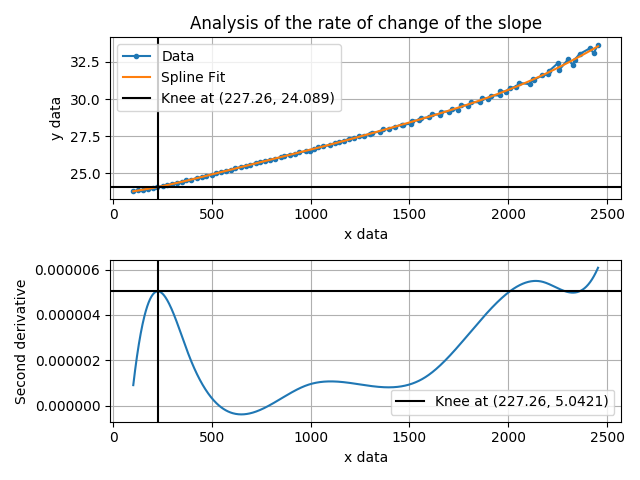 Analysis of the rate of change of the slope
Data
Spline Fit
Knee at (227.26, 24.089)
32.5
30.0
27.5
25.0
y data
0
500
1000
1500
2000
2500
x data
0.000006
0.000004
0.000002
0.000000
Second derivative
Knee at (227.26, 5.0421)
0
500
1000
1500
2000
2500
x data